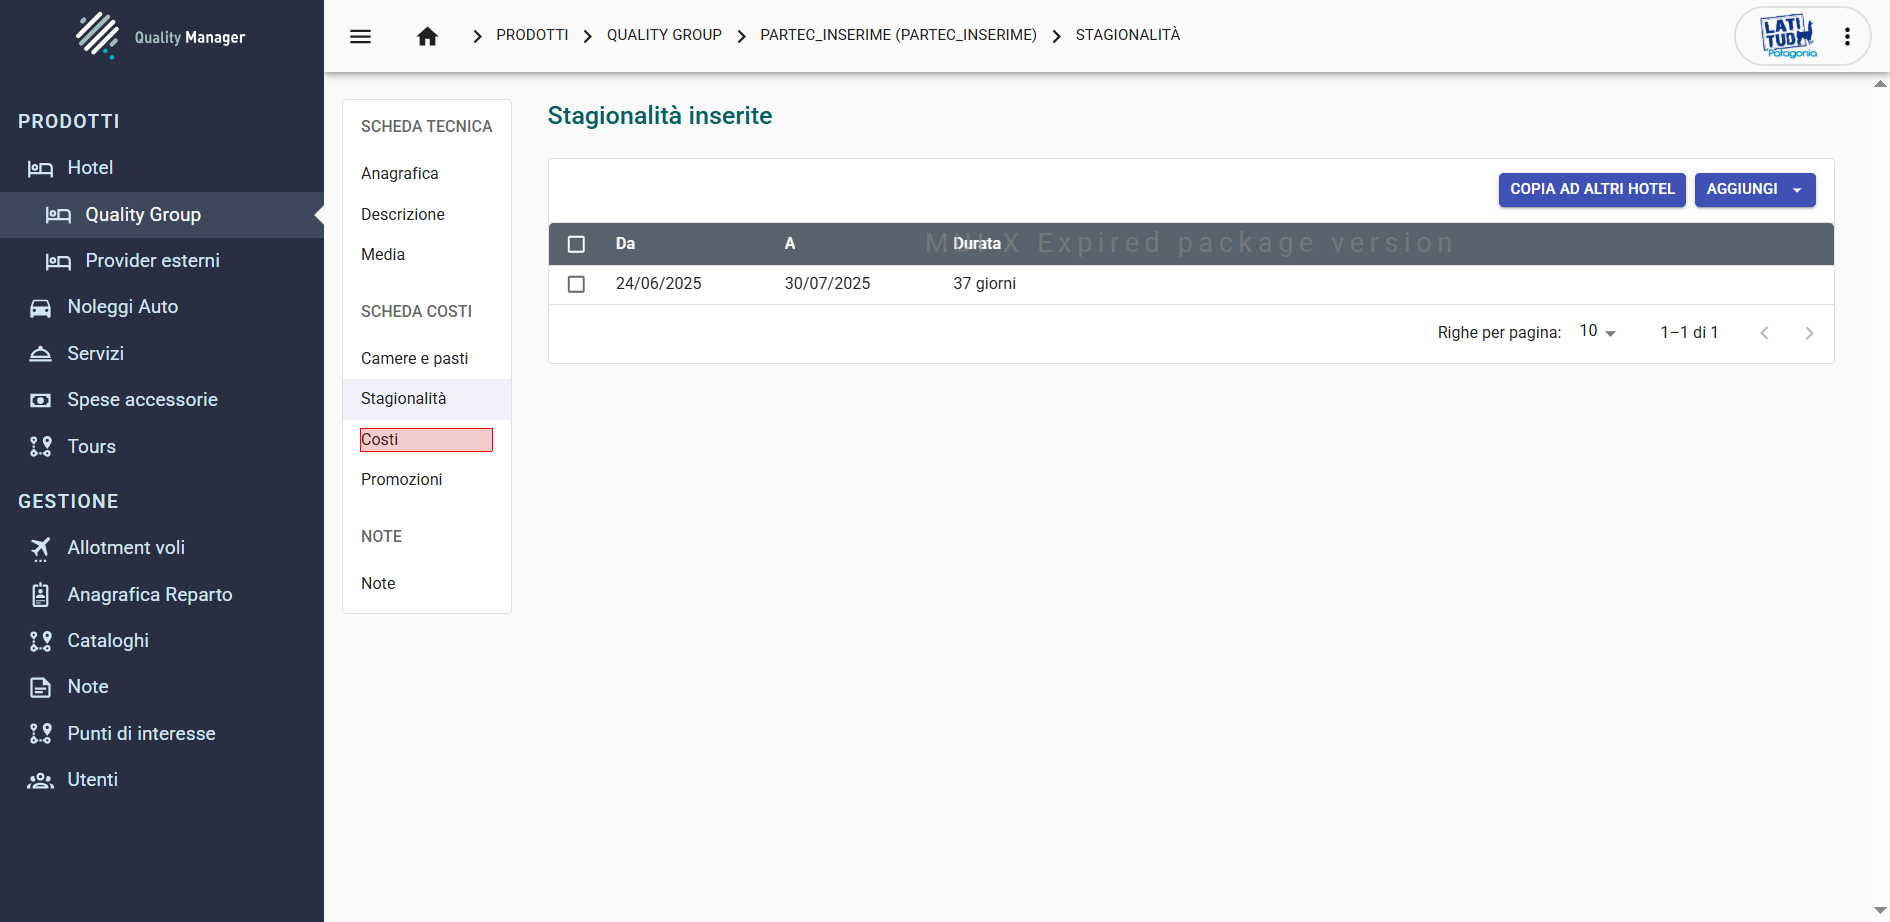 Quality Manager
PRODOTTI
Hotel
Quality Group
Provider esterni
Noleggi Auto
Servizi
Spese accessorie
Tours
GESTIONE
Allotment voli
Anagrafica Reparto
Cataloghi
Note
Punti di interesse
Utenti
PRODOTTI
QUALITY GROUP
PARTEC_INSERIME (PARTEC_INSERIME)
STAGIONALITÀ
LATI
TUD
Patagonia
SCHEDA TECNICA
Anagrafica
Descrizione
Media
SCHEDA COSTI
Camere e pasti
Stagionalità
Costi
Promozioni
NOTE
Note
Stagionalità inserite
COPIA AD ALTRI HOTEL
AGGIUNGI
Da A Durata
MUI X Expired package version
24/06/2025 30/07/2025 37 giorni
Righe per pagina: 10 1–1 di 1